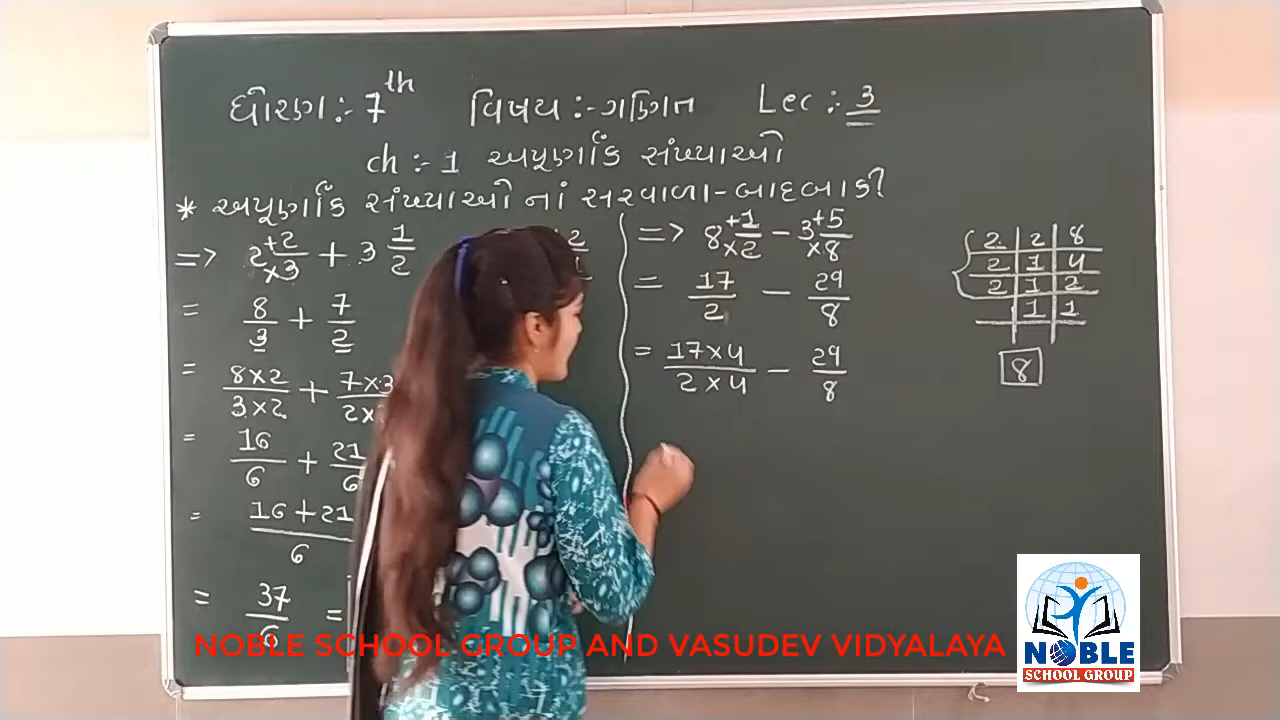 ધોરણ :- 7th વિષય :- ગણિત Lec :- 3
ch :- 1 અપૂર્ણાંક સંખ્યાઓ
* અપૂર્ણાંક સંખ્યાઓ નાં સરવાળા - બાદબાકી
=> 2 +2/×3 + 3 1/2
= 8/3 + 7/2
= 8×2/3×2 + 7×3/2×
= 16/6 + 21/6
= 16+21/6
= 37/6 =
=> 8 +1/×2 - 3 +5/×8
= 17/2 - 29/8
= 17×4/2×4 - 29/8
2 | 2 | 8
2 | 1 | 4
2 | 1 | 2
1 | 1
8
NOBLE SCHOOL GROUP AND VASUDEV VIDYALAYA
NOBLE
SCHOOL GROUP